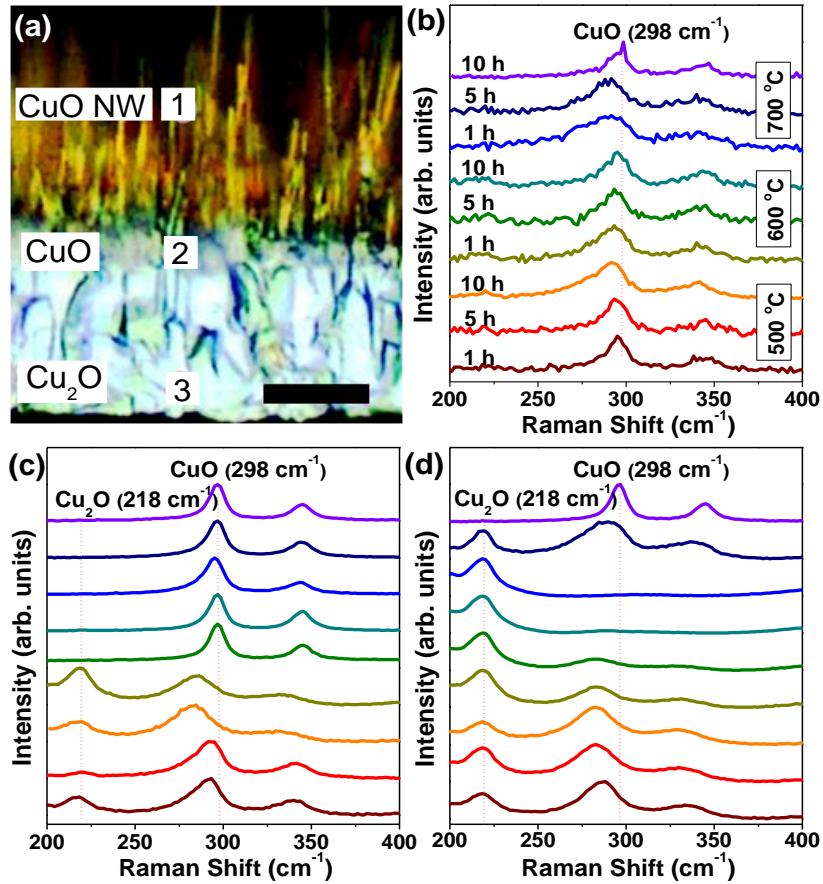 (a)
CuO NW 1
CuO 2
Cu₂O 3
(b)
CuO (298 cm⁻¹)
10 h
5 h
1 h
700 °C
10 h
5 h
1 h
600 °C
10 h
5 h
1 h
500 °C
Intensity (arb. units)
200 250 300 350 400
Raman Shift (cm⁻¹)
(c)
CuO (298 cm⁻¹)
Cu₂O (218 cm⁻¹)
Intensity (arb. units)
200 250 300 350 400
Raman Shift (cm⁻¹)
(d)
CuO (298 cm⁻¹)
Cu₂O (218 cm⁻¹)
Intensity (arb. units)
200 250 300 350 400
Raman Shift (cm⁻¹)